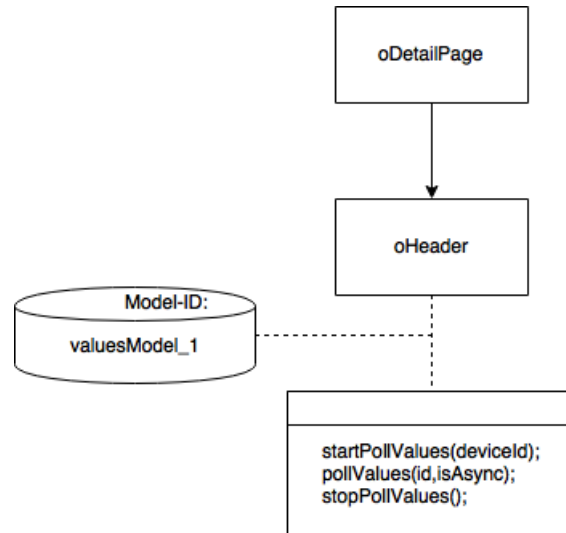 oDetailPage
oHeader
Model-ID:
valuesModel_1
startPollValues(deviceId);
pollValues(id,isAsync);
stopPollValues();